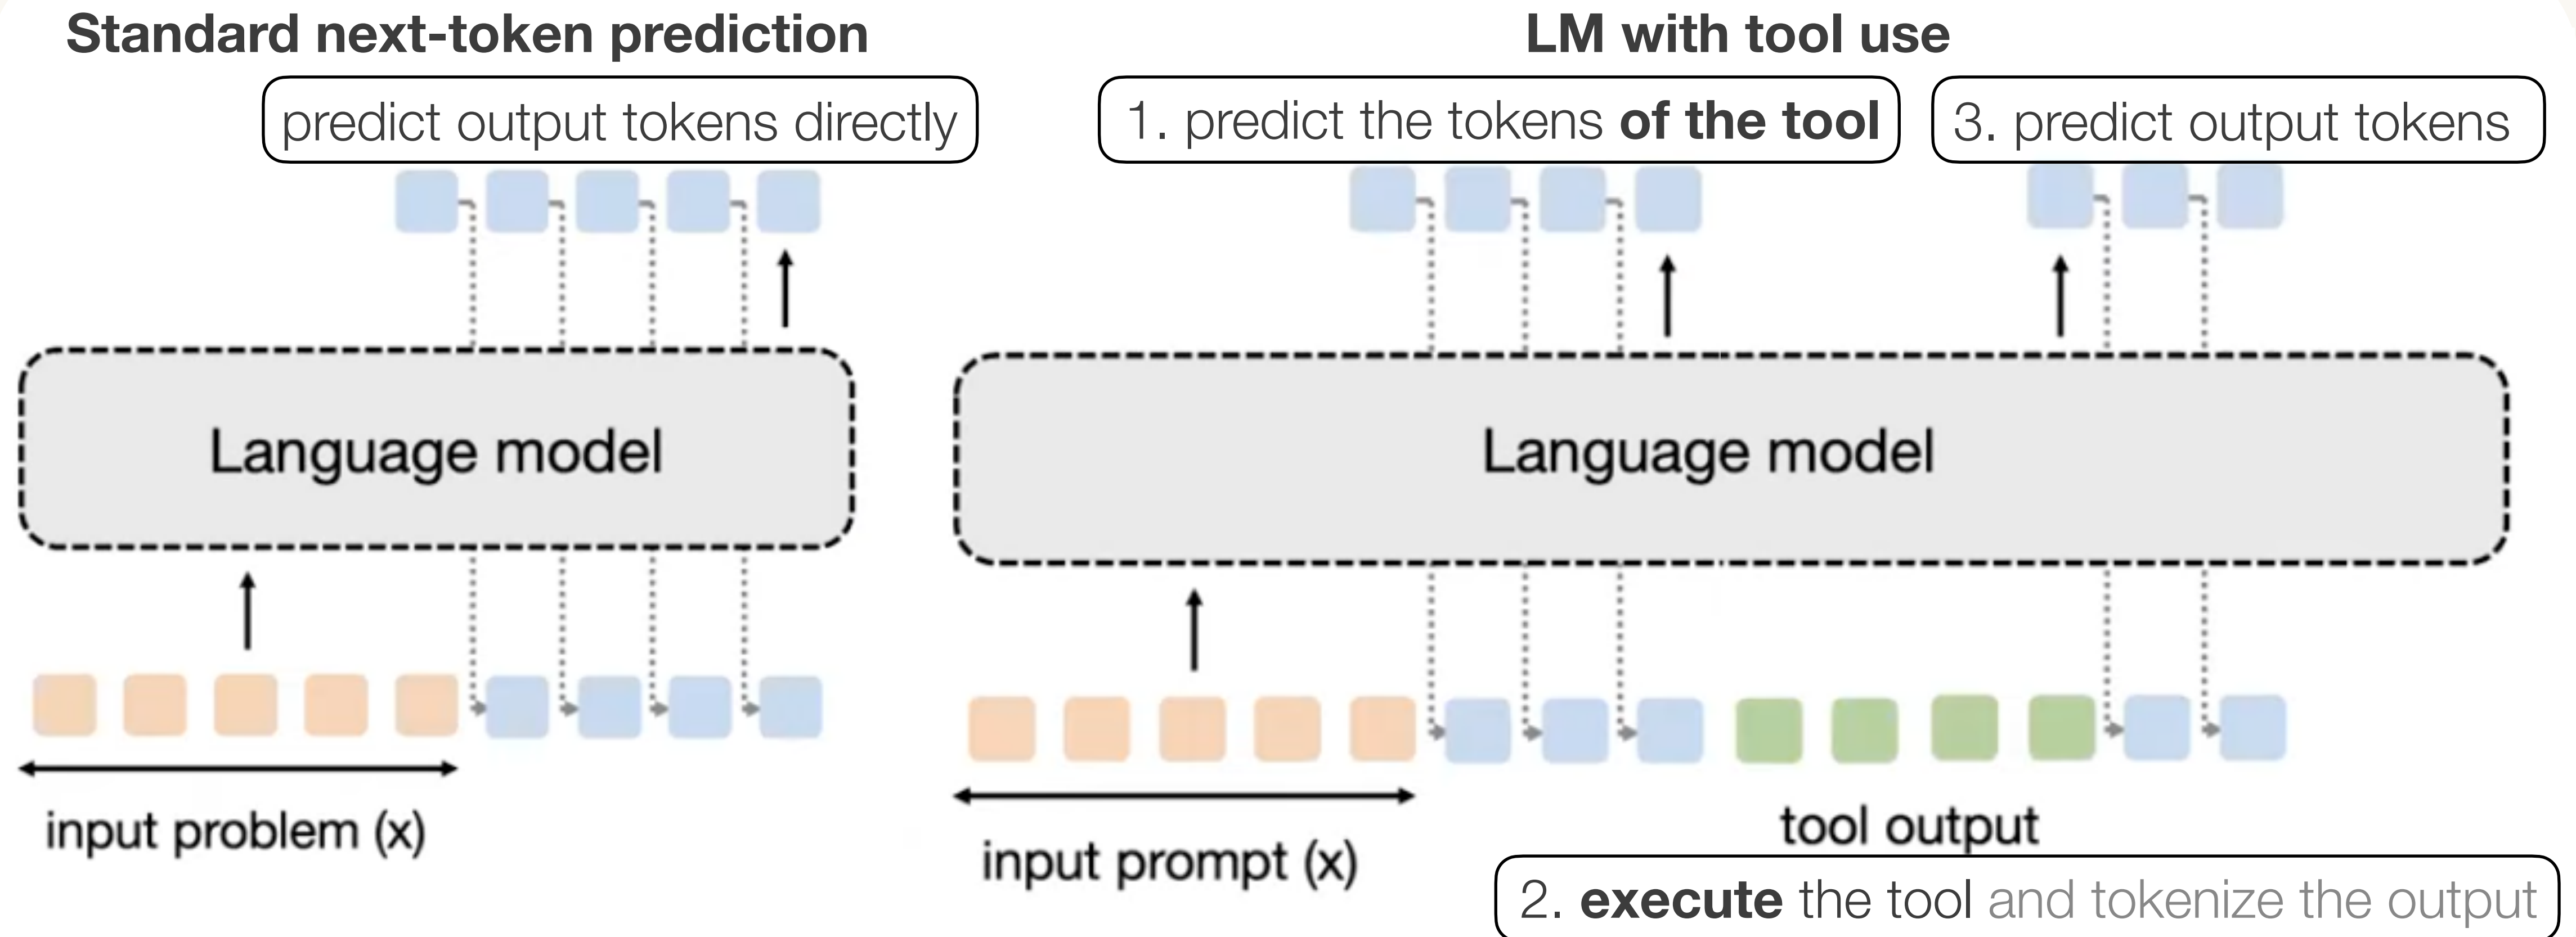 Standard next-token prediction
predict output tokens directly
Language model
input problem (x)
LM with tool use
1. predict the tokens of the tool
3. predict output tokens
Language model
input prompt (x)
tool output
2. execute the tool and tokenize the output